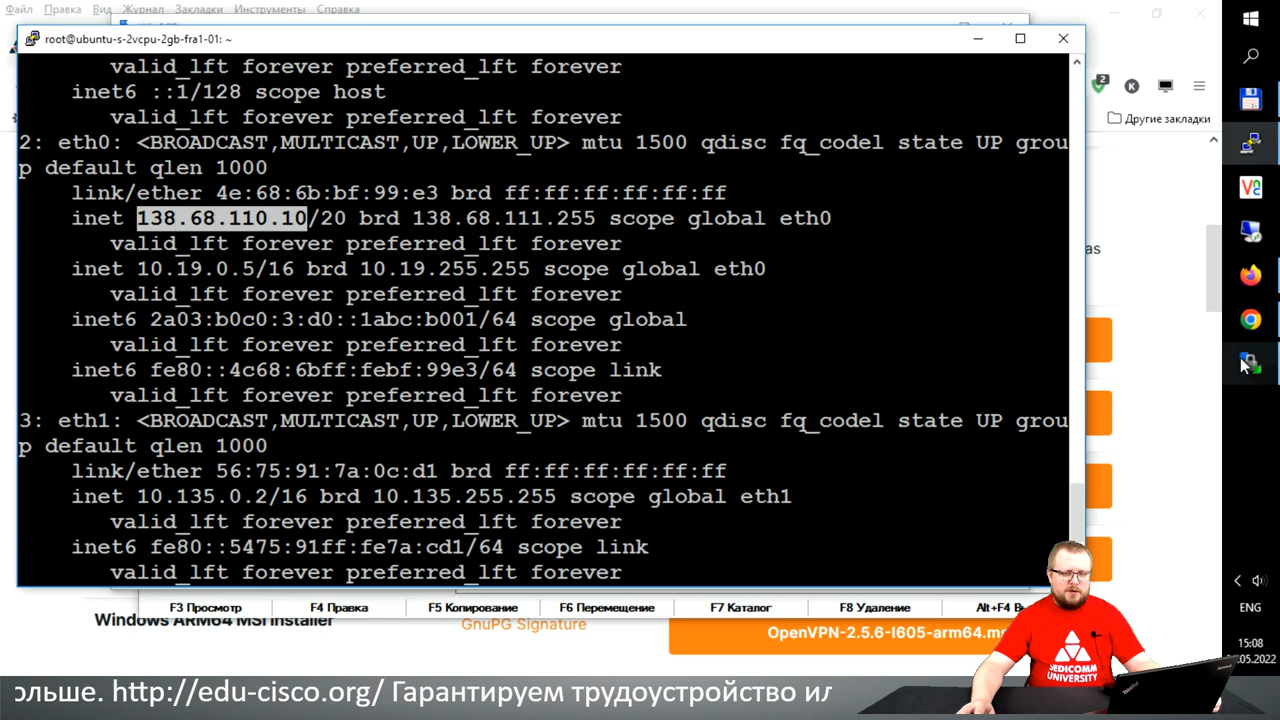 Файл Правка Вид Журнал Закладки Инструменты Справка
root@ubuntu-s-2vcpu-2gb-fra1-01: ~
valid_lft forever preferred_lft forever
inet6 ::1/128 scope host
valid_lft forever preferred_lft forever
2: eth0: <BROADCAST,MULTICAST,UP,LOWER_UP> mtu 1500 qdisc fq_codel state UP grou
p default qlen 1000
link/ether 4e:68:6b:bf:99:e3 brd ff:ff:ff:ff:ff:ff
inet 138.68.110.10/20 brd 138.68.111.255 scope global eth0
valid_lft forever preferred_lft forever
inet 10.19.0.5/16 brd 10.19.255.255 scope global eth0
valid_lft forever preferred_lft forever
inet6 2a03:b0c0:3:d0::1abc:b001/64 scope global
valid_lft forever preferred_lft forever
inet6 fe80::4c68:6bff:febf:99e3/64 scope link
valid_lft forever preferred_lft forever
3: eth1: <BROADCAST,MULTICAST,UP,LOWER_UP> mtu 1500 qdisc fq_codel state UP grou
p default qlen 1000
link/ether 56:75:91:7a:0c:d1 brd ff:ff:ff:ff:ff:ff
inet 10.135.0.2/16 brd 10.135.255.255 scope global eth1
valid_lft forever preferred_lft forever
inet6 fe80::5475:91ff:fe7a:cd1/64 scope link
valid_lft forever preferred_lft forever
2
K
Другие закладки
as
F3 Просмотр F4 Правка F5 Копирование F6 Перемещение F7 Каталог F8 Удаление Alt+F4
Windows ARM64 MSI installer
GnuPG Signature
OpenVPN-2.5.6-I605-arm64.ms
ENG
15:08
.05.2022
EDICOMM
UNIVERSITY
ольше. http://edu-cisco.org/ Гарантируем трудоустройство ил